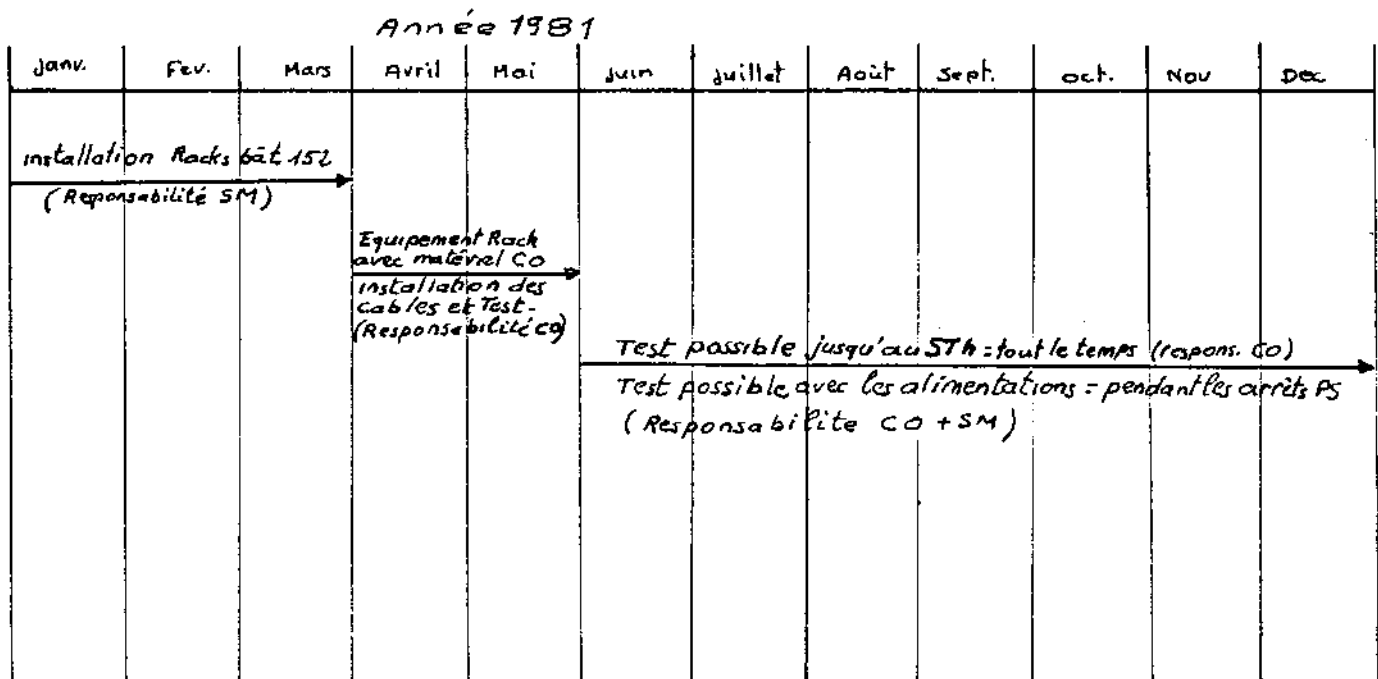 Année 1981
Janv. Fev. Mars Avril Mai Juin Juillet Août Sept. oct. Nov Dec
installation Racks bât 152
(Reponsabilité SM)
Equipement Rack
avec matériel CO
installation des
cables et Test-
(Responsabilité CO)
Test possible jusqu'au STh = tout le temps (respons. CO)
Test possible avec les alimentations = pendant les arrêts PS
(Responsabilite CO + SM)